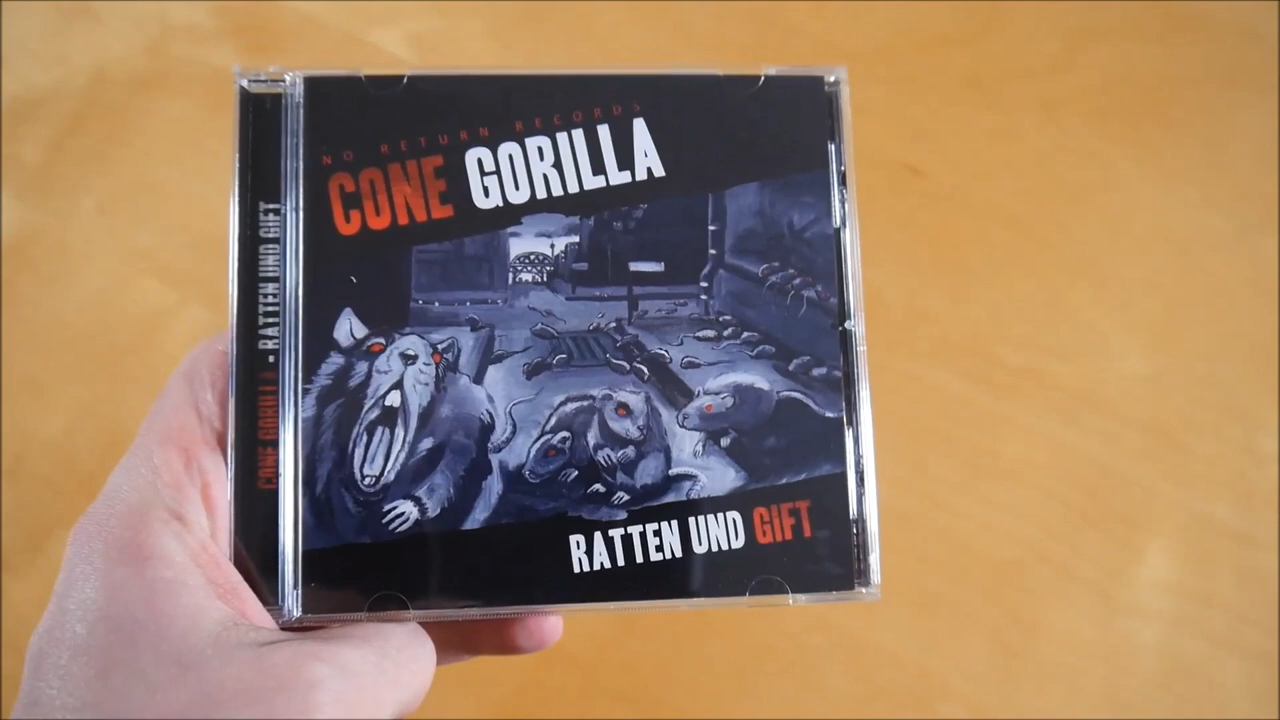 NO RETURN RECORDS
CONE GORILLA
RATTEN UND GIFT
CONE GORILLA - RATTEN UND GIFT